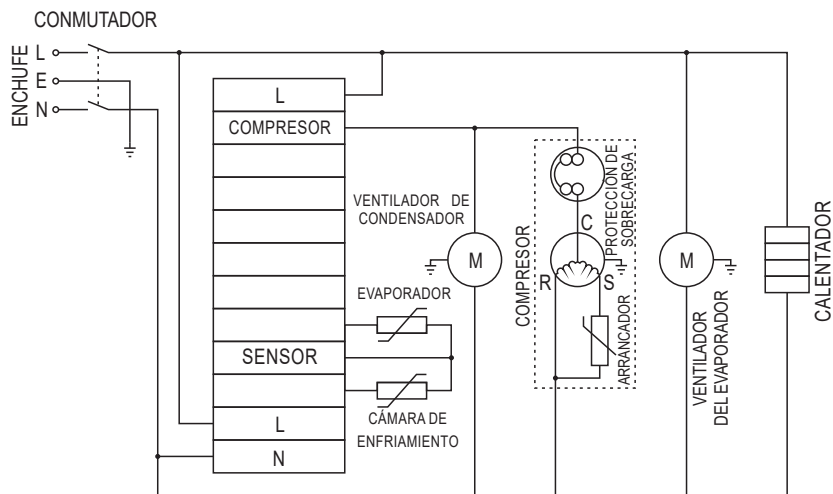 CONMUTADOR
ENCHUFE
L
E
N
L
COMPRESOR
SENSOR
L
N
VENTILADOR DE
CONDENSADOR
M
EVAPORADOR
CÁMARA DE
ENFRIAMIENTO
COMPRESOR
PROTECCIÓN DE
SOBRECARGA
C
R
S
ARRANCADOR
M
VENTILADOR
DEL EVAPORADOR
CALENTADOR